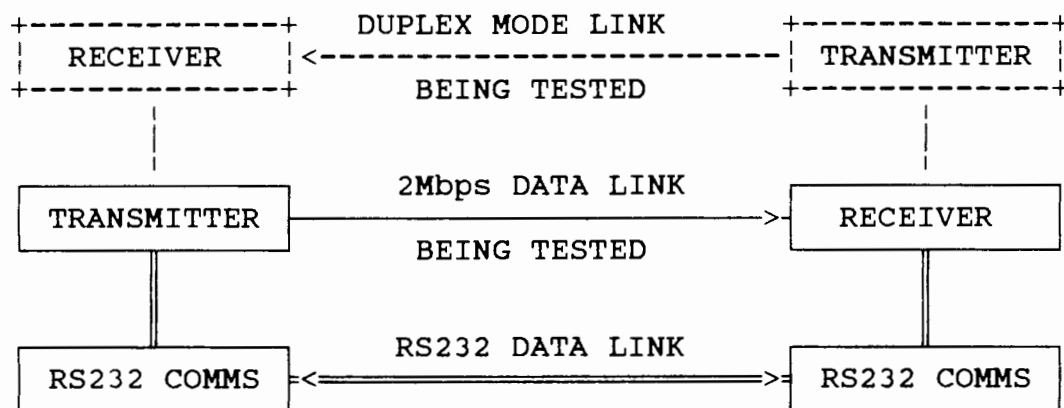 DUPLEX MODE LINK
RECEIVER TRANSMITTER
BEING TESTED
2Mbps DATA LINK
TRANSMITTER RECEIVER
BEING TESTED
RS232 DATA LINK
RS232 COMMS RS232 COMMS